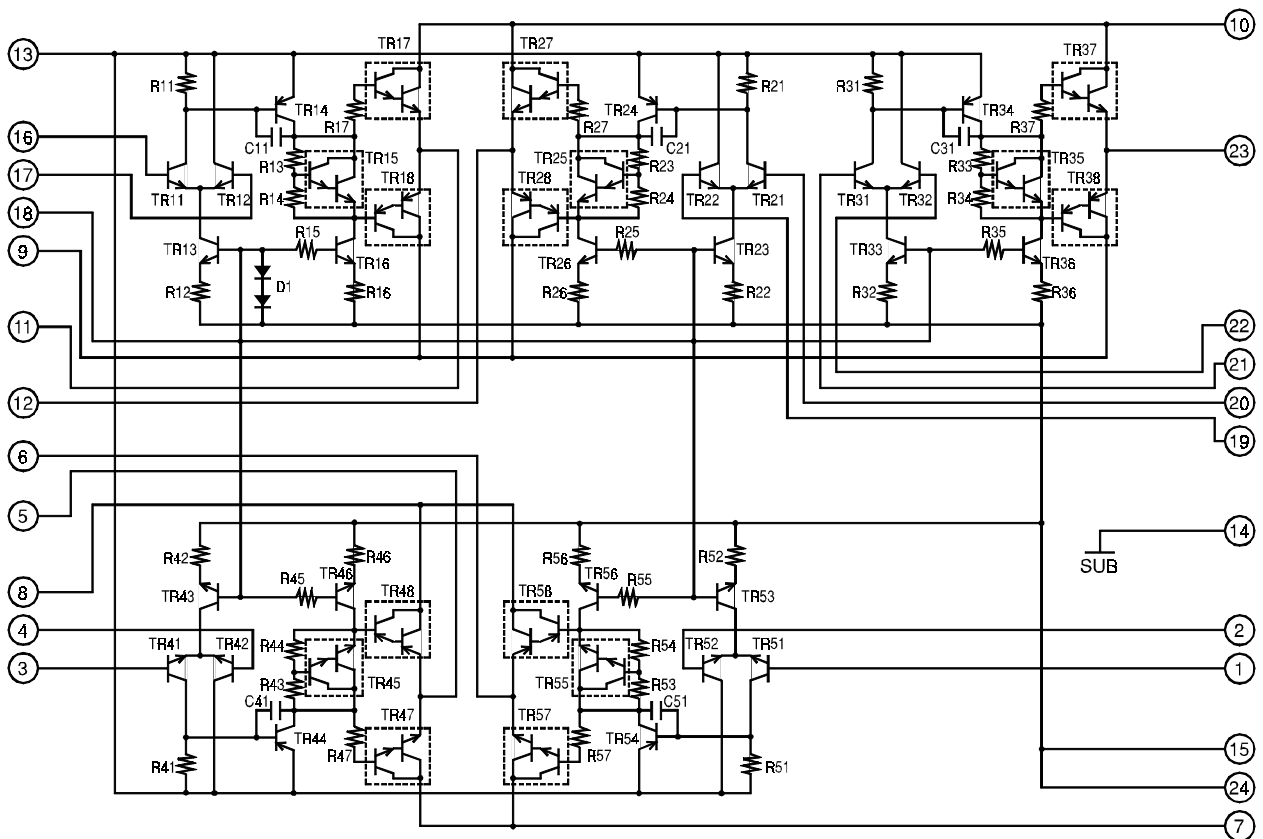 10
TR17 TR27
13 TR37
R11 TR14 TR24 R21 R31 TR34
R17 R27 R37
16 C11 C21 C31 23
R13 TR15 TR25 R23 R33 TR35
17 TR18 TR28 TR38
R14 R24 R34
TR11 TR12 TR22 TR21 TR31 TR32
18
R15 R25 R35
9 TR13 TR23 TR33
TR16 TR26 TR36
R12 D1 R16 R26 R22 R32 R36
11 22
21
12 20
19
6
5
14
SUB
R42 R46 R56 R52
R45 TR46 TR56 R55
8 TR43 TR48 TR58 TR53
4 2
TR41 TR42 R44 R54 TR52 TR51
3 1
R43 TR45 TR55 R53
C41 C51
TR44 TR47 TR57 TR54
R47 R57 15
R41 R51
24
7